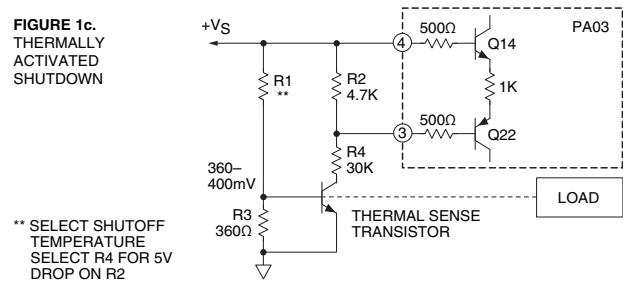 FIGURE 1c.
THERMALLY
ACTIVATED
SHUTDOWN
+VS
4
500Ω
Q14
PA03
R1
**
R2
4.7K
1K
3
500Ω
Q22
R4
30K
360–
400mV
R3
360Ω
THERMAL SENSE
TRANSISTOR
LOAD
** SELECT SHUTOFF
TEMPERATURE
SELECT R4 FOR 5V
DROP ON R2